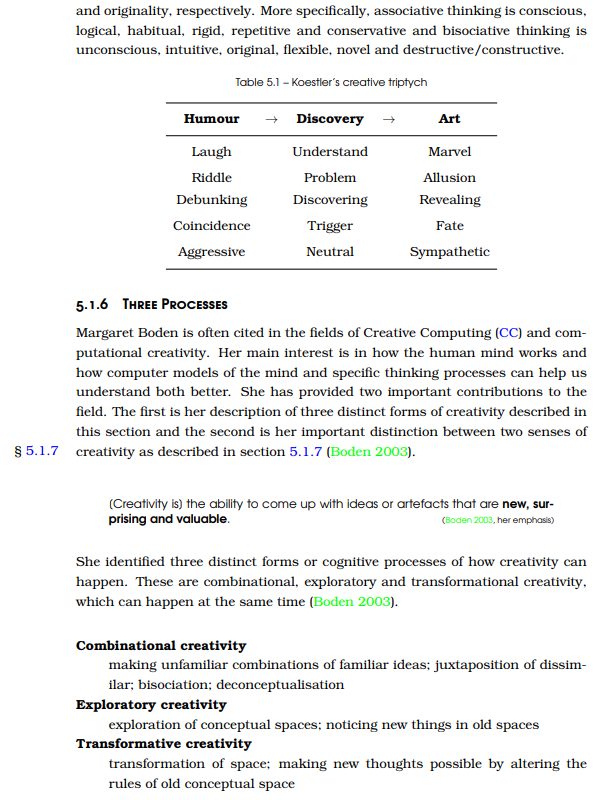 and originality, respectively. More specifically, associative thinking is conscious,
logical, habitual, rigid, repetitive and conservative and bisociative thinking is
unconscious, intuitive, original, flexible, novel and destructive/constructive.
Table 5.1 – Koestler's creative triptych
Humour → Discovery → Art
Laugh Understand Marvel
Riddle Problem Allusion
Debunking Discovering Revealing
Coincidence Trigger Fate
Aggressive Neutral Sympathetic
5.1.6 Three Processes
Margaret Boden is often cited in the fields of Creative Computing (CC) and com-
putational creativity. Her main interest is in how the human mind works and
how computer models of the mind and specific thinking processes can help us
understand both better. She has provided two important contributions to the
field. The first is her description of three distinct forms of creativity described in
this section and the second is her important distinction between two senses of
§ 5.1.7 creativity as described in section 5.1.7 (Boden 2003).
(Creativity is) the ability to come up with ideas or artefacts that are new, sur-
prising and valuable. (Boden 2003, her emphasis)
She identified three distinct forms or cognitive processes of how creativity can
happen. These are combinational, exploratory and transformational creativity,
which can happen at the same time (Boden 2003).
Combinational creativity
making unfamiliar combinations of familiar ideas; juxtaposition of dissim-
ilar; bisociation; deconceptualisation
Exploratory creativity
exploration of conceptual spaces; noticing new things in old spaces
Transformative creativity
transformation of space; making new thoughts possible by altering the
rules of old conceptual space